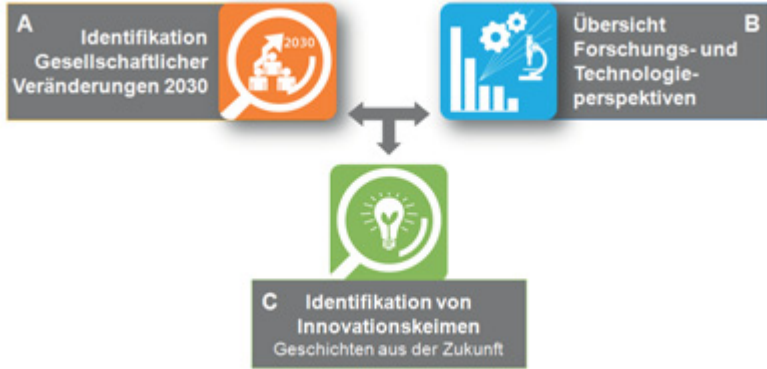 A
Identifikation
Gesellschaftlicher
Veränderungen 2030
2030
Übersicht
Forschungs- und
Technologie-
perspektiven
B
C
Identifikation von
Innovationskeimen
Geschichten aus der Zukunft